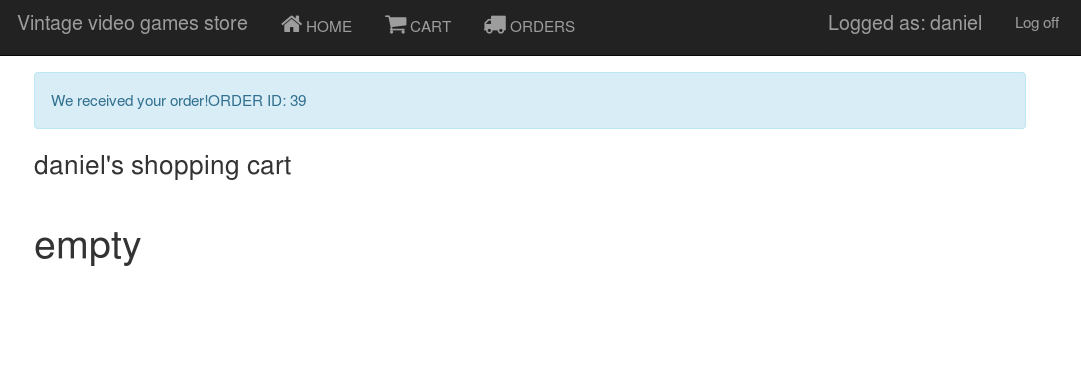 Vintage video games store HOME CART ORDERS Logged as: daniel Log off
We received your order!ORDER ID: 39
daniel's shopping cart
empty